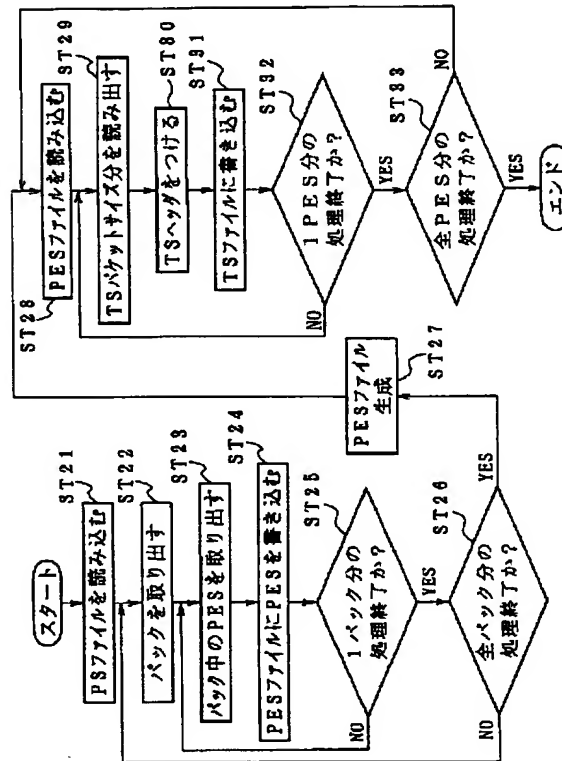 スタート
PSファイルを読み込む
ST21
パックを取り出す
ST22
パック中のPESを取り出す
ST23
PESファイルにPESを書き込む
ST24
1パック分の
処理終了か?
ST25
NO
YES
全パック分の
処理終了か?
ST26
NO
YES
PESファイル
生成
ST27
PESファイルを読み込む
ST28
TSパケットサイズ分を読み出す
ST29
TSヘッダをつける
ST80
TSファイルに書き込む
ST31
1PES分の
処理終了か?
ST32
NO
YES
全PES分の
処理終了か?
ST33
NO
YES
エンド